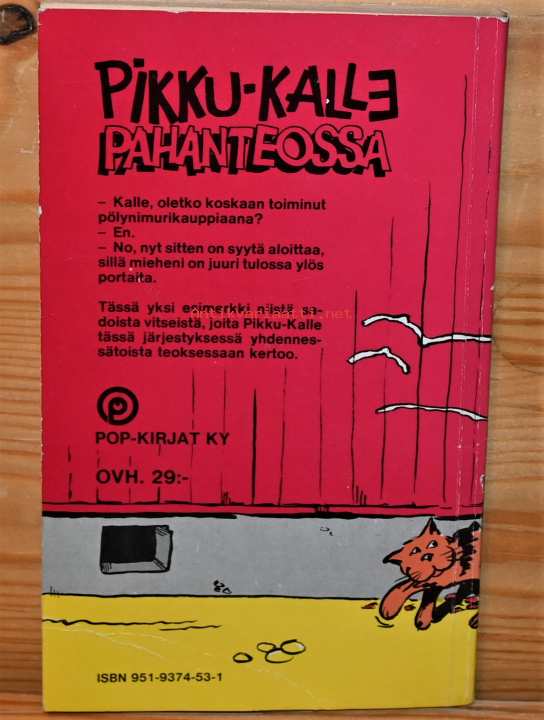 PIKKU-KALLE
PAHANTEOSSA
– Kalle, oletko koskaan toiminut
pölynimurikauppiaana?
– En.
– No, nyt sitten on syytä aloittaa,
sillä mieheni on juuri tulossa ylös
portaita.
Tässä yksi esimerkki niistä sa-
doista vitseistä, joita Pikku-Kalle
tässä järjestyksessä yhdennes-
sätoista teoksessaan kertoo.
p
POP-KIRJAT KY
OVH. 29:-
ISBN 951-9374-53-1